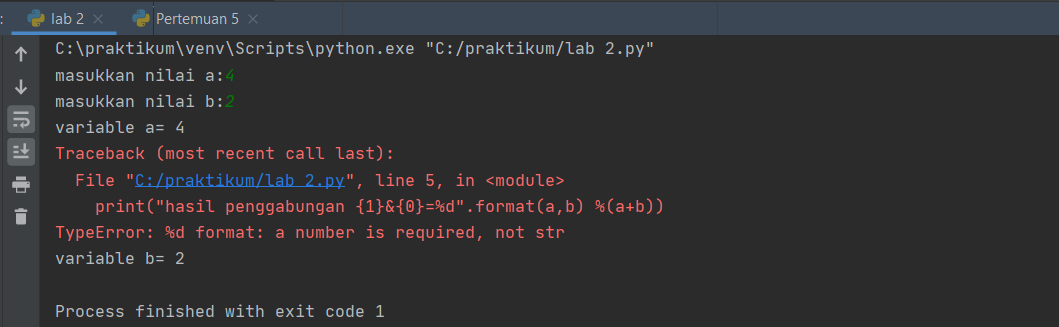 : lab 2 × Pertemuan 5 ×
C:\praktikum\venv\Scripts\python.exe "C:/praktikum/lab 2.py"
masukkan nilai a:4
masukkan nilai b:2
variable a= 4
Traceback (most recent call last):
  File "C:/praktikum/lab 2.py", line 5, in <module>
    print("hasil penggabungan {1}&{0}=%d".format(a,b) %(a+b))
TypeError: %d format: a number is required, not str
variable b= 2
Process finished with exit code 1